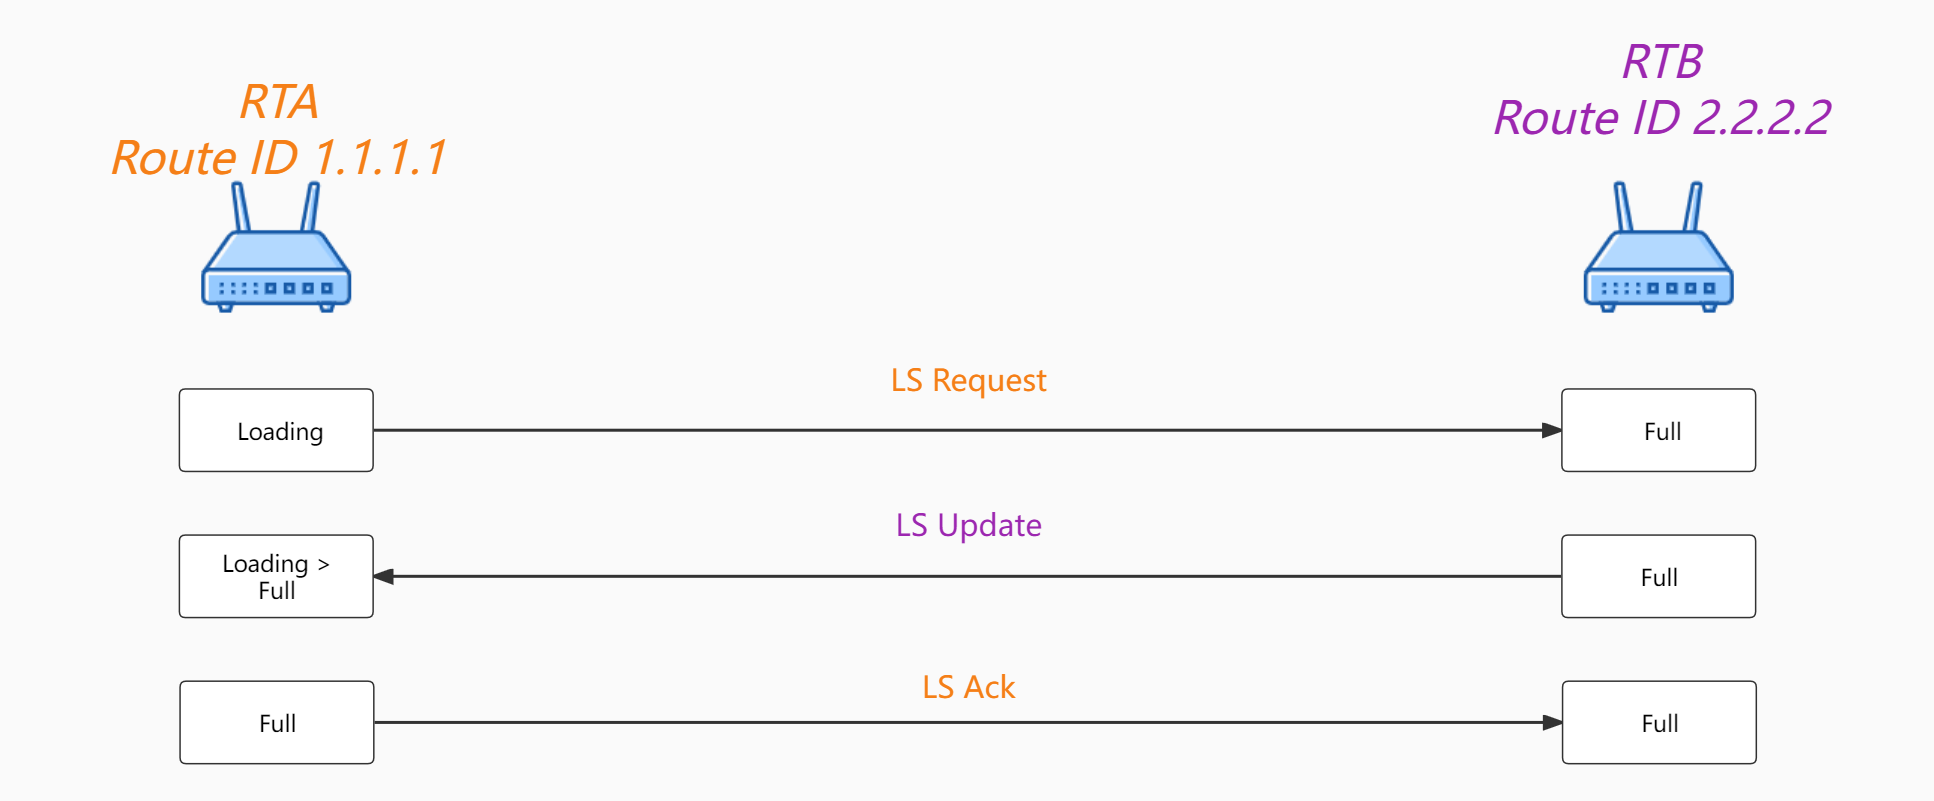 RTA
Route ID 1.1.1.1
RTB
Route ID 2.2.2.2
LS Request
Loading
Full
LS Update
Loading >
Full
Full
LS Ack
Full
Full